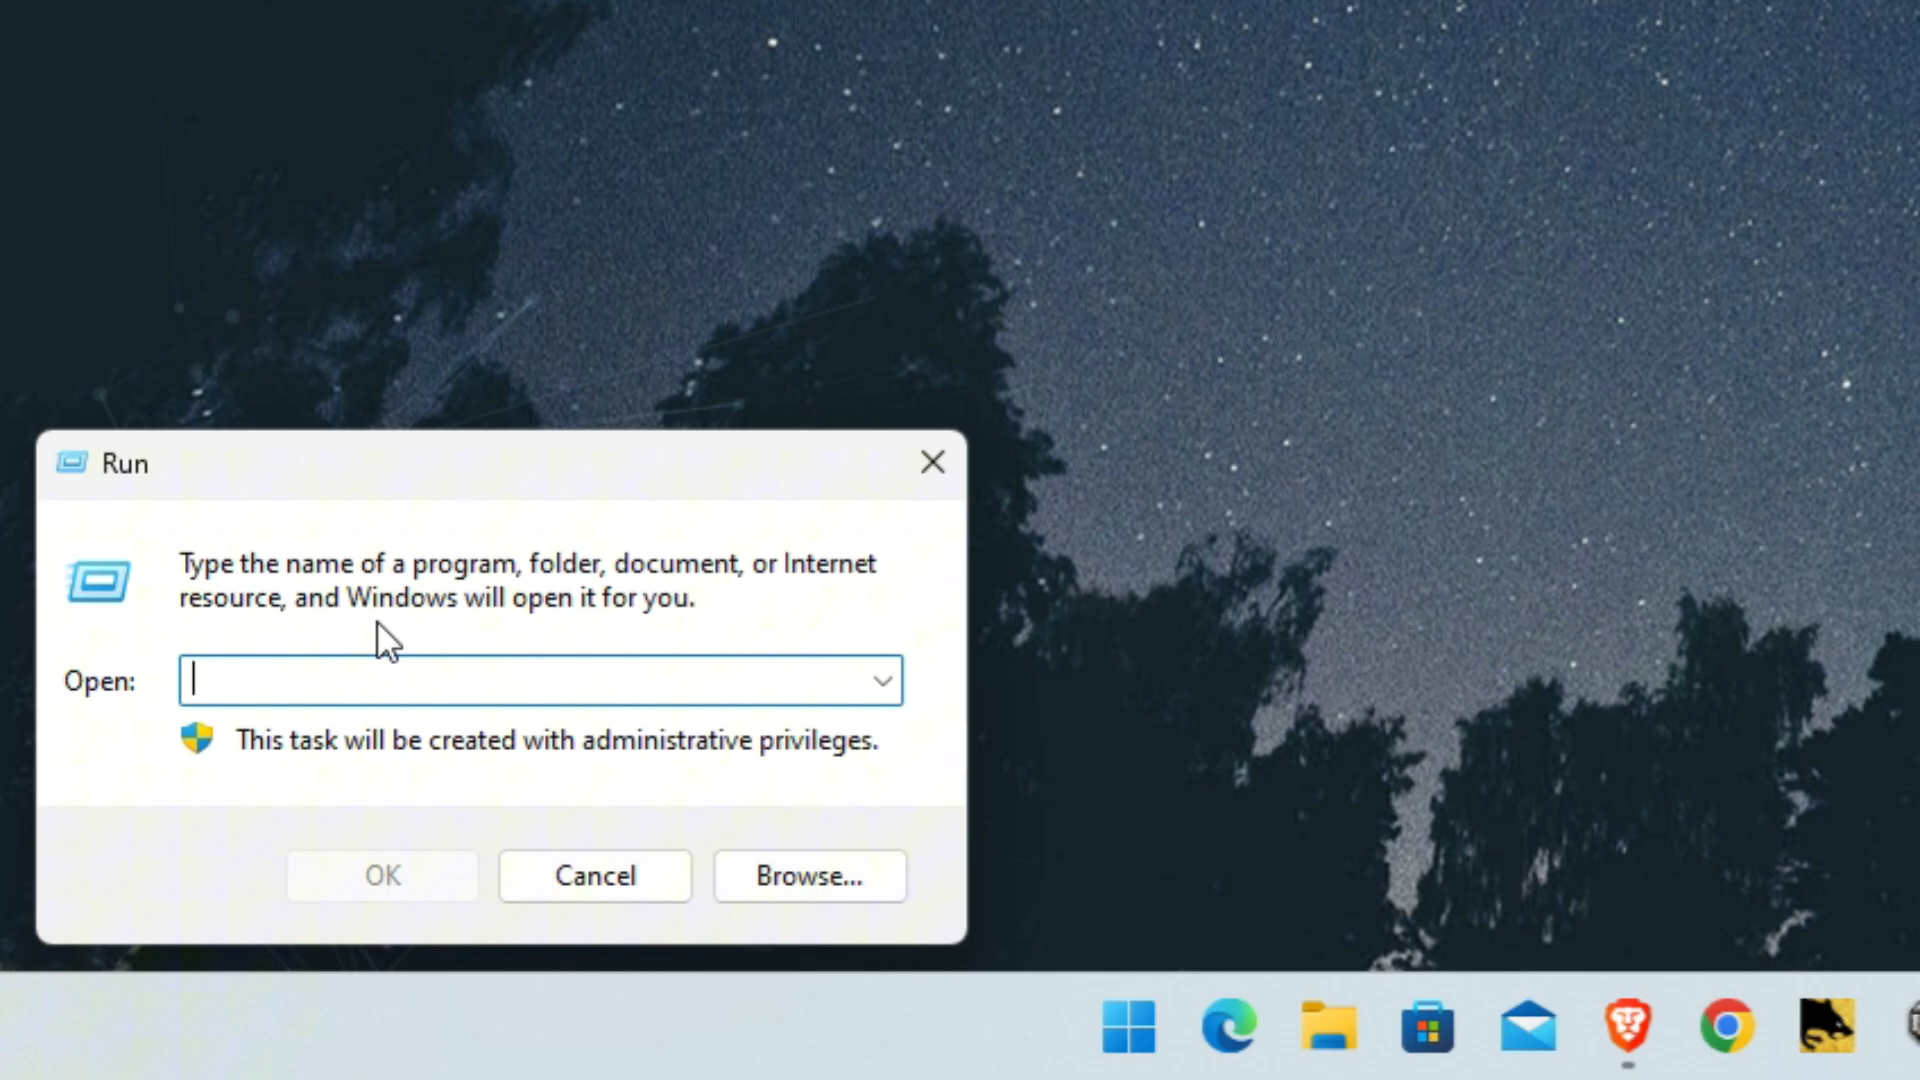 Run
Type the name of a program, folder, document, or Internet
resource, and Windows will open it for you.
Open:
This task will be created with administrative privileges.
OK
Cancel
Browse...